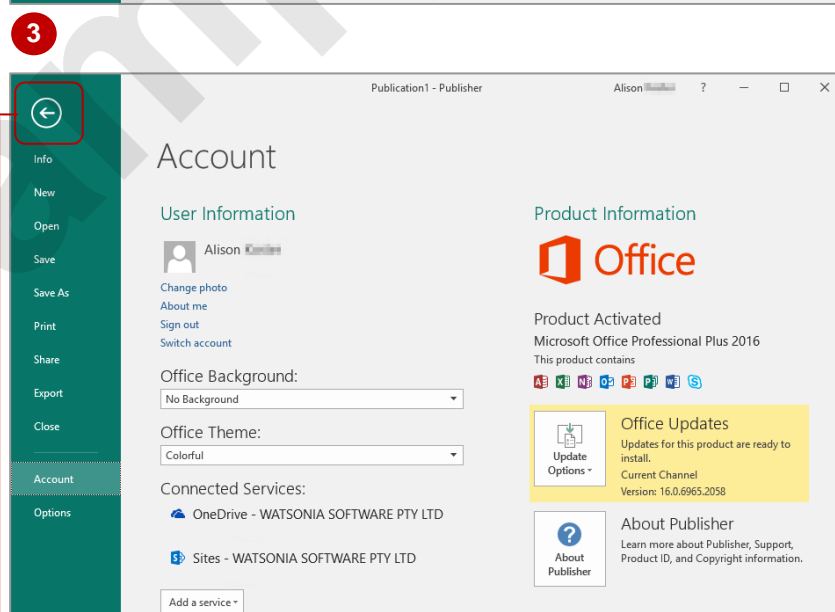 3
Publication1 - Publisher
Alison
?
Info
New
Open
Save
Save As
Print
Share
Export
Close
Account
Options
Account
User Information
Alison
Change photo
About me
Sign out
Switch account
Office Background:
No Background
Office Theme:
Colorful
Connected Services:
OneDrive - WATSONIA SOFTWARE PTY LTD
Sites - WATSONIA SOFTWARE PTY LTD
Add a service
Product Information
Office
Product Activated
Microsoft Office Professional Plus 2016
This product contains
Update
Options
Office Updates
Updates for this product are ready to
install.
Current Channel
Version: 16.0.6965.2058
About
Publisher
About Publisher
Learn more about Publisher, Support,
Product ID, and Copyright information.